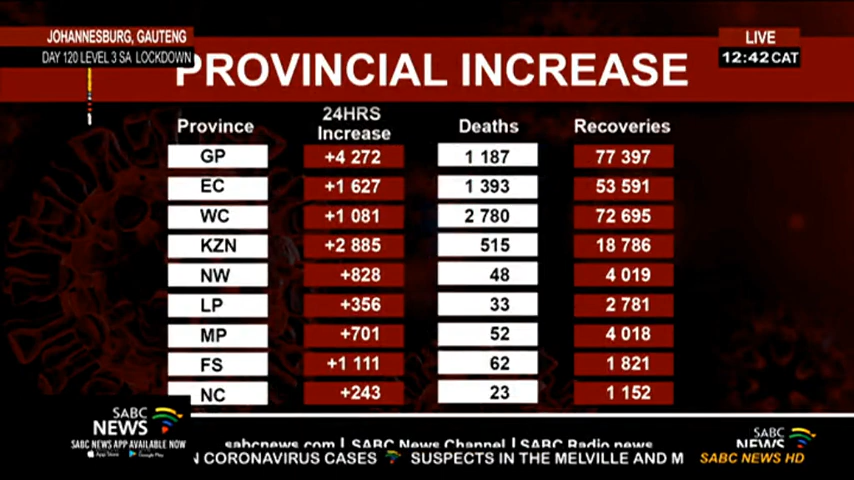 JOHANNESBURG, GAUTENG
DAY 120 LEVEL 3 SA LOCKDOWN
LIVE
12:42 CAT
PROVINCIAL INCREASE
Province 24HRS Increase Deaths Recoveries
GP +4 272 1 187 77 397
EC +1 627 1 393 53 591
WC +1 081 2 780 72 695
KZN +2 885 515 18 786
NW +828 48 4 019
LP +356 33 2 781
MP +701 52 4 018
FS +1 111 62 1 821
NC +243 23 1 152
SABC
NEWS
SABC NEWS APP AVAILABLE NOW
App Store Google Play
sabcnews.com | SABC News Channel | SABC Radio news
SABC
NEWS
N CORONAVIRUS CASES SUSPECTS IN THE MELVILLE AND M
SABC NEWS HD